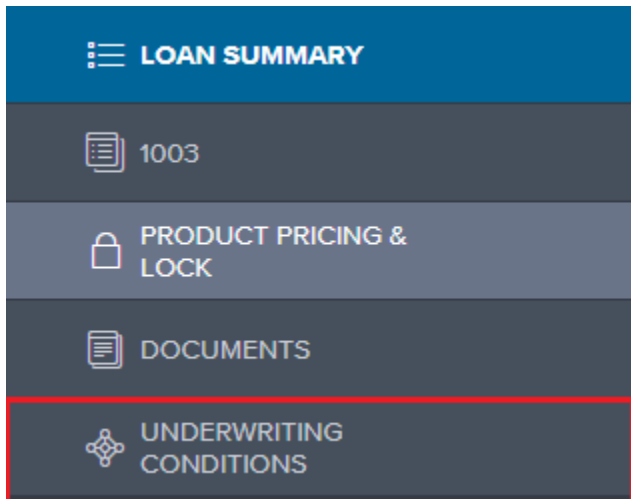 LOAN SUMMARY
1003
PRODUCT PRICING &
LOCK
DOCUMENTS
UNDERWRITING
CONDITIONS